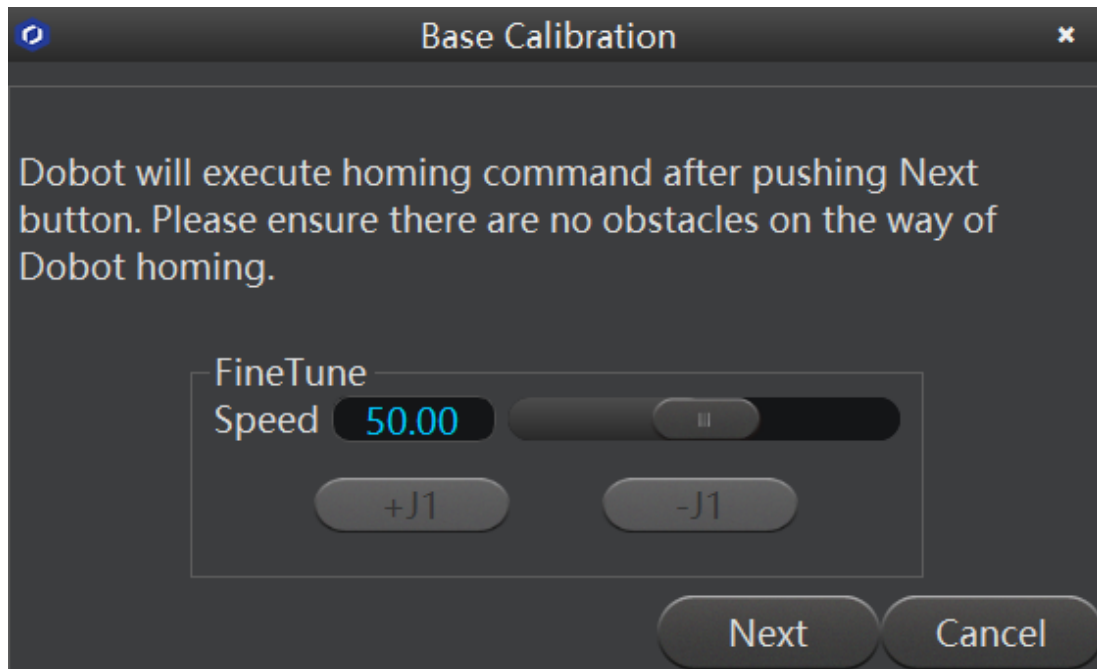 Base Calibration
Dobot will execute homing command after pushing Next
button. Please ensure there are no obstacles on the way of
Dobot homing.
FineTune
Speed 50.00
+J1 -J1
Next Cancel